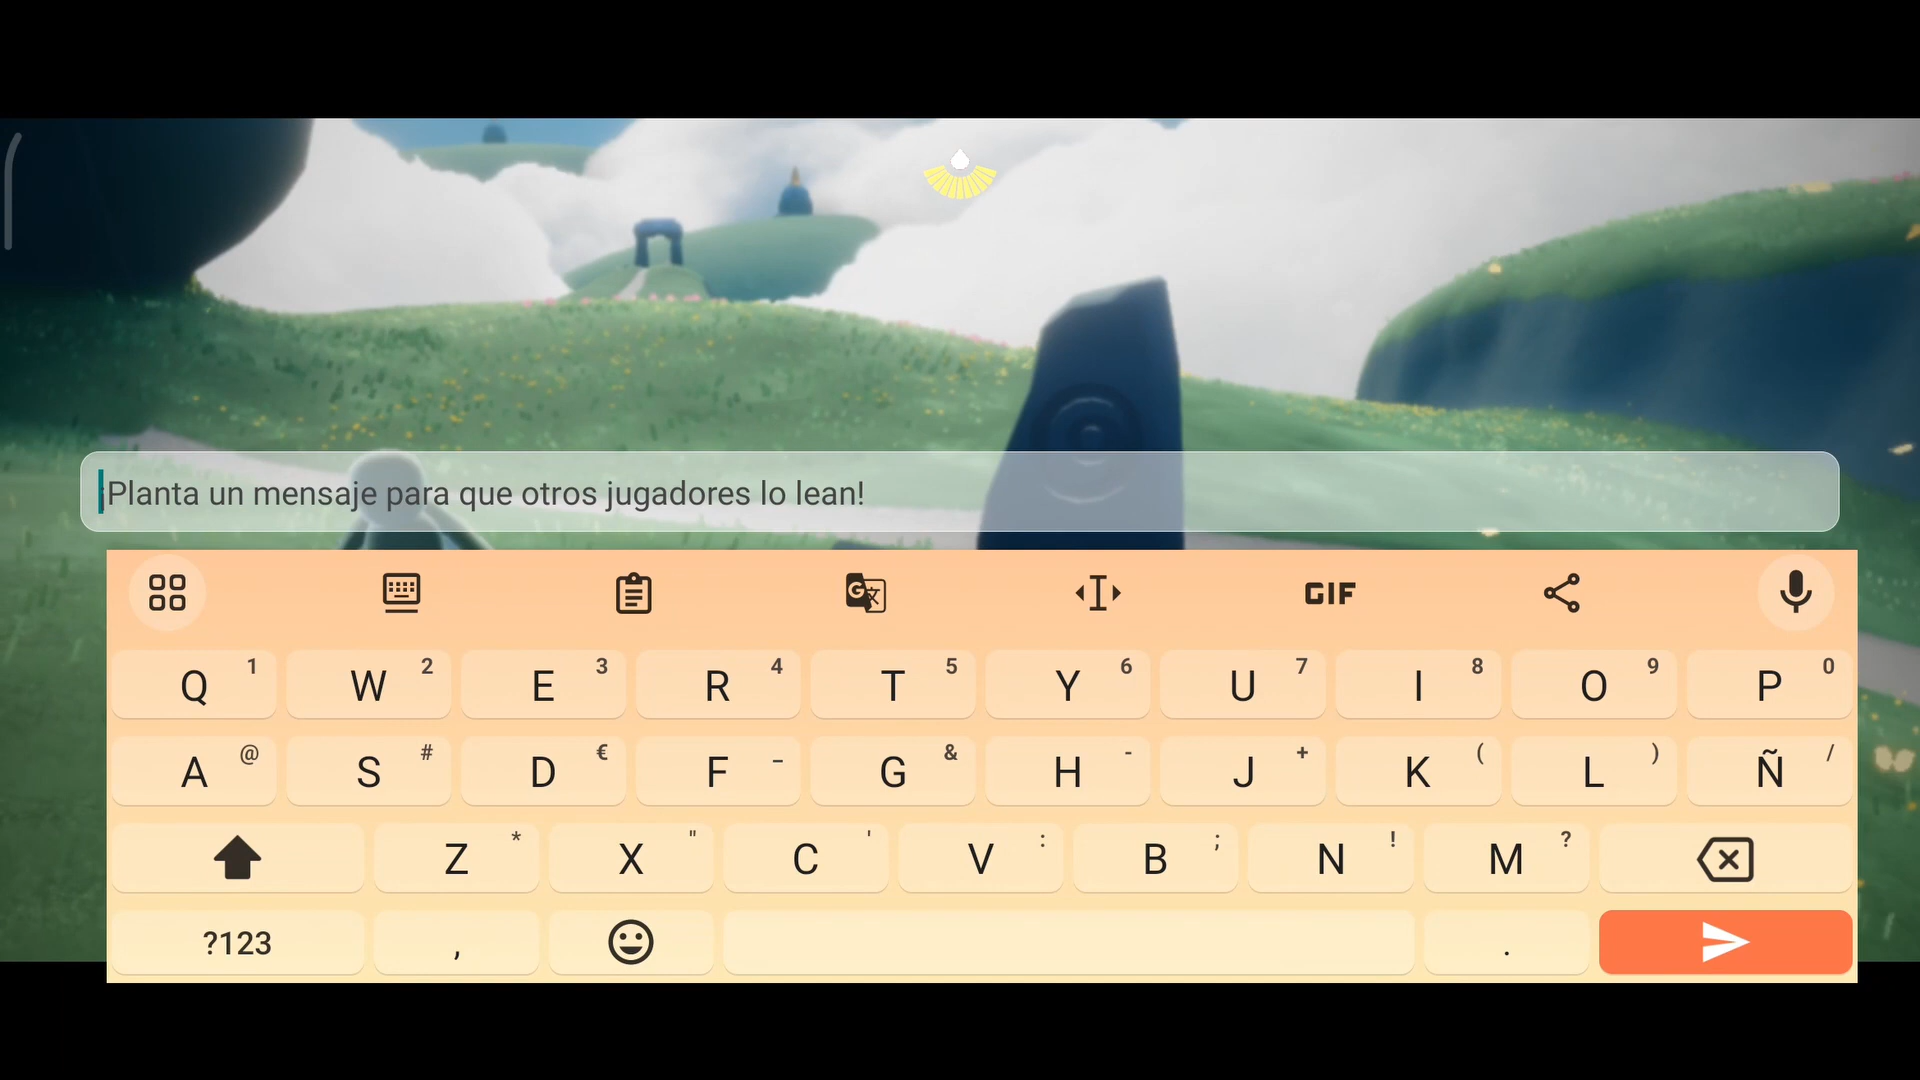 ¡Planta un mensaje para que otros jugadores lo lean!
GIF
Q 1 W 2 E 3 R 4 T 5 Y 6 U 7 I 8 O 9 P 0
A @ S # D € F _ G & H - J + K ( L ) Ñ /
Z * X " C ' V : B ; N ! M ?
?123 , .